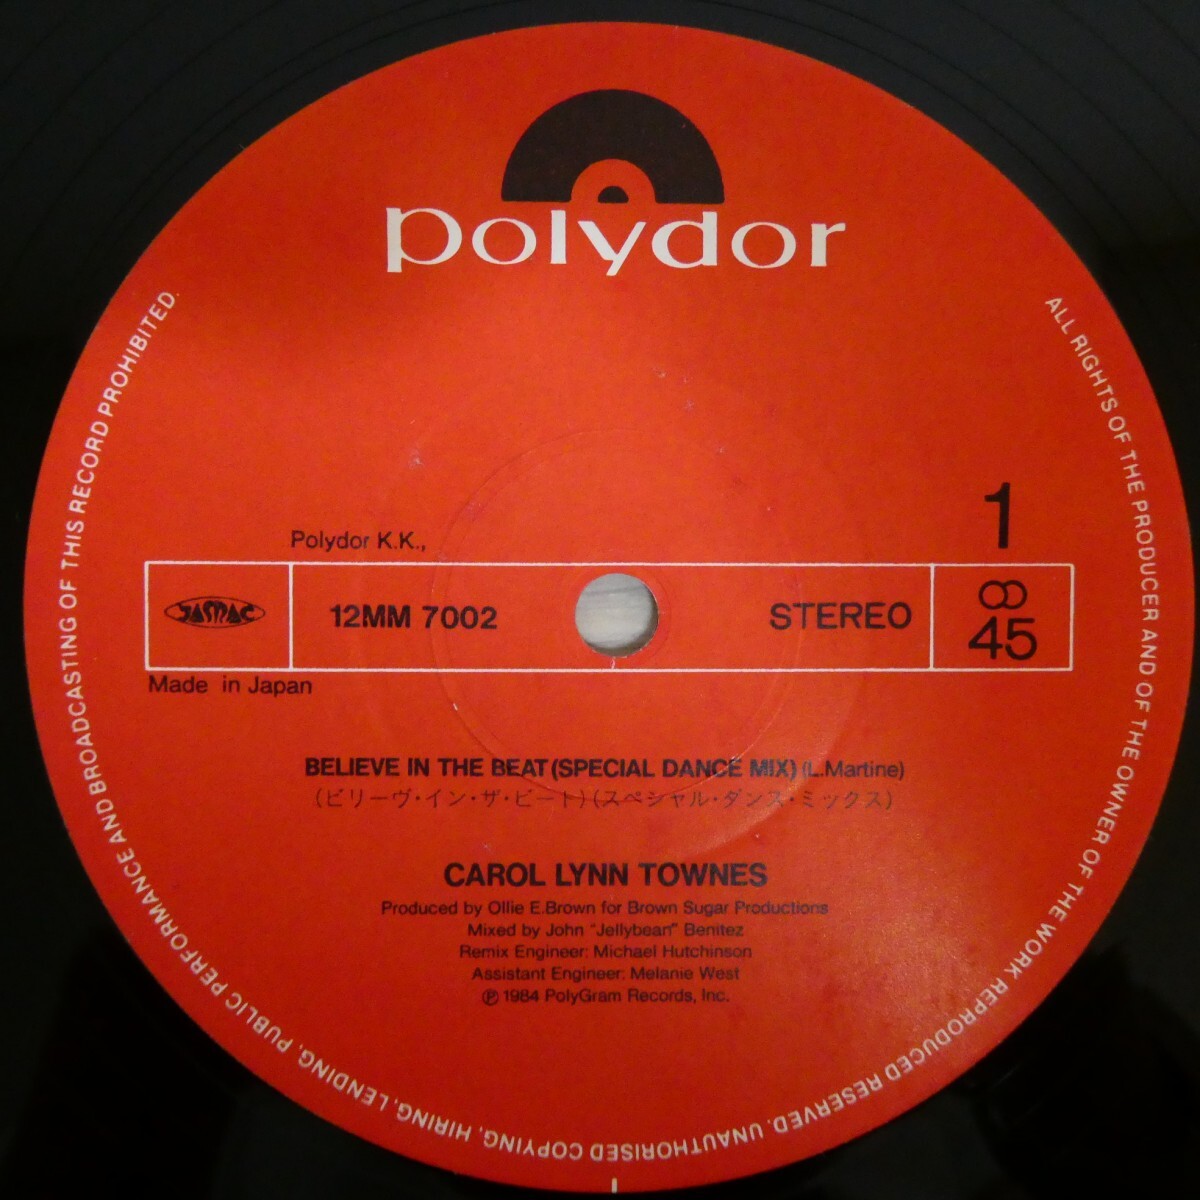 polydor
1
Polydor K.K.,
JASRAC
12MM 7002
STEREO
∞
45
Made in Japan
BELIEVE IN THE BEAT (SPECIAL DANCE MIX) (L.Martine)
(ビリーヴ・イン・ザ・ビート) (スペシャル・ダンス・ミックス)
CAROL LYNN TOWNES
Produced by Ollie E.Brown for Brown Sugar Productions
Mixed by John "Jellybean" Benitez
Remix Engineer: Michael Hutchinson
Assistant Engineer: Melanie West
℗ 1984 PolyGram Records, Inc.
ALL RIGHTS OF THE PRODUCER AND OF THE OWNER OF THE WORK REPRODUCED RESERVED. UNAUTHORISED COPYING, HIRING, LENDING, PUBLIC PERFORMANCE AND BROADCASTING OF THIS RECORD PROHIBITED.